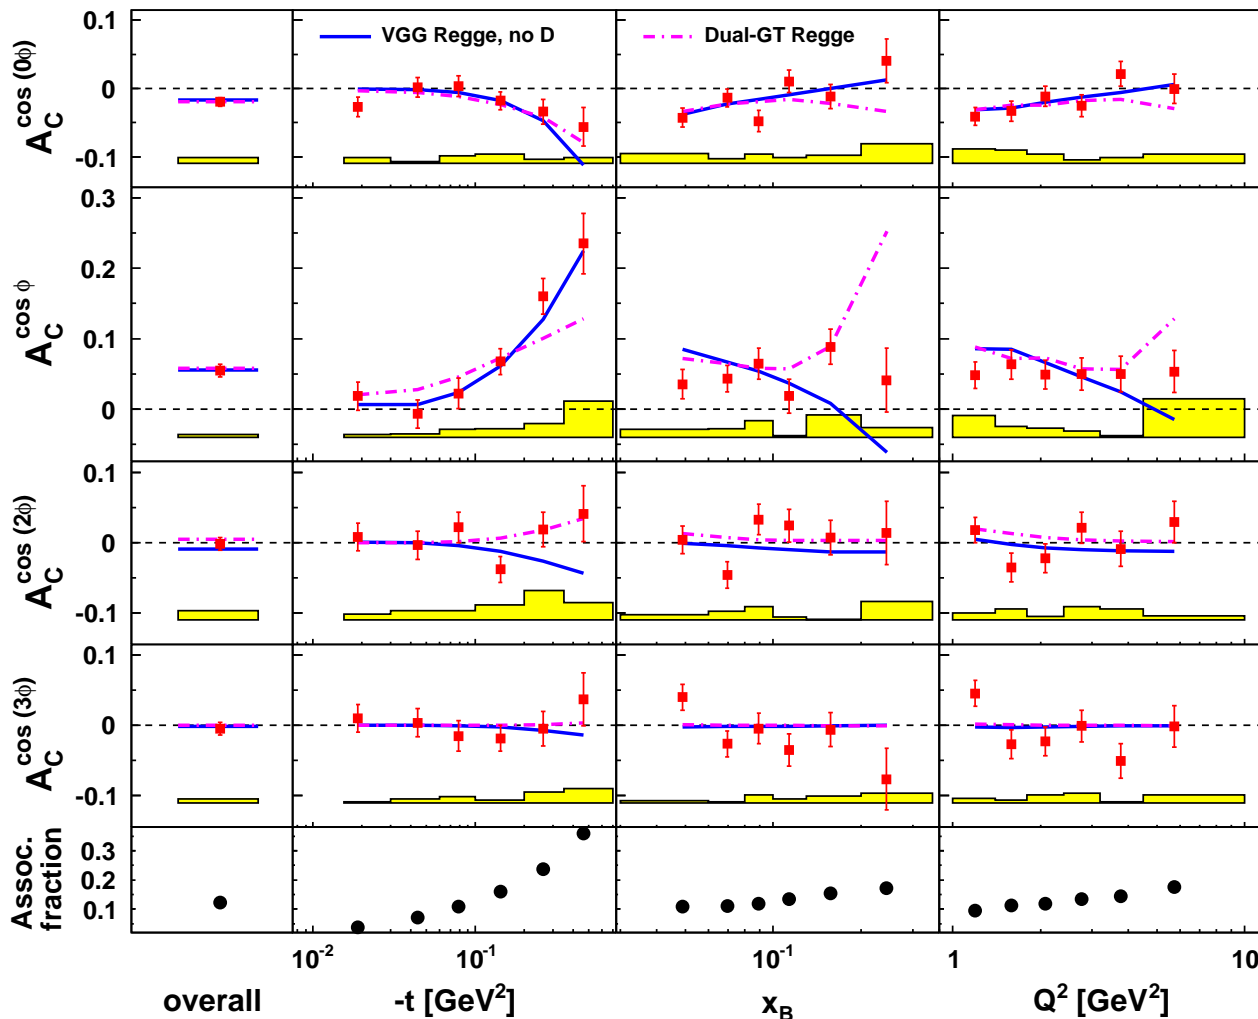 VGG Regge, no D
Dual-GT Regge
A_C^cos (0φ)
0.1
0
-0.1
A_C^cos φ
0.3
0.2
0.1
0
A_C^cos (2φ)
0.1
0
-0.1
A_C^cos (3φ)
0.1
0
-0.1
Assoc.
fraction
0.3
0.2
0.1
10^-2
10^-1
10^-1
1
10
overall
-t [GeV^2]
x_B
Q^2 [GeV^2]